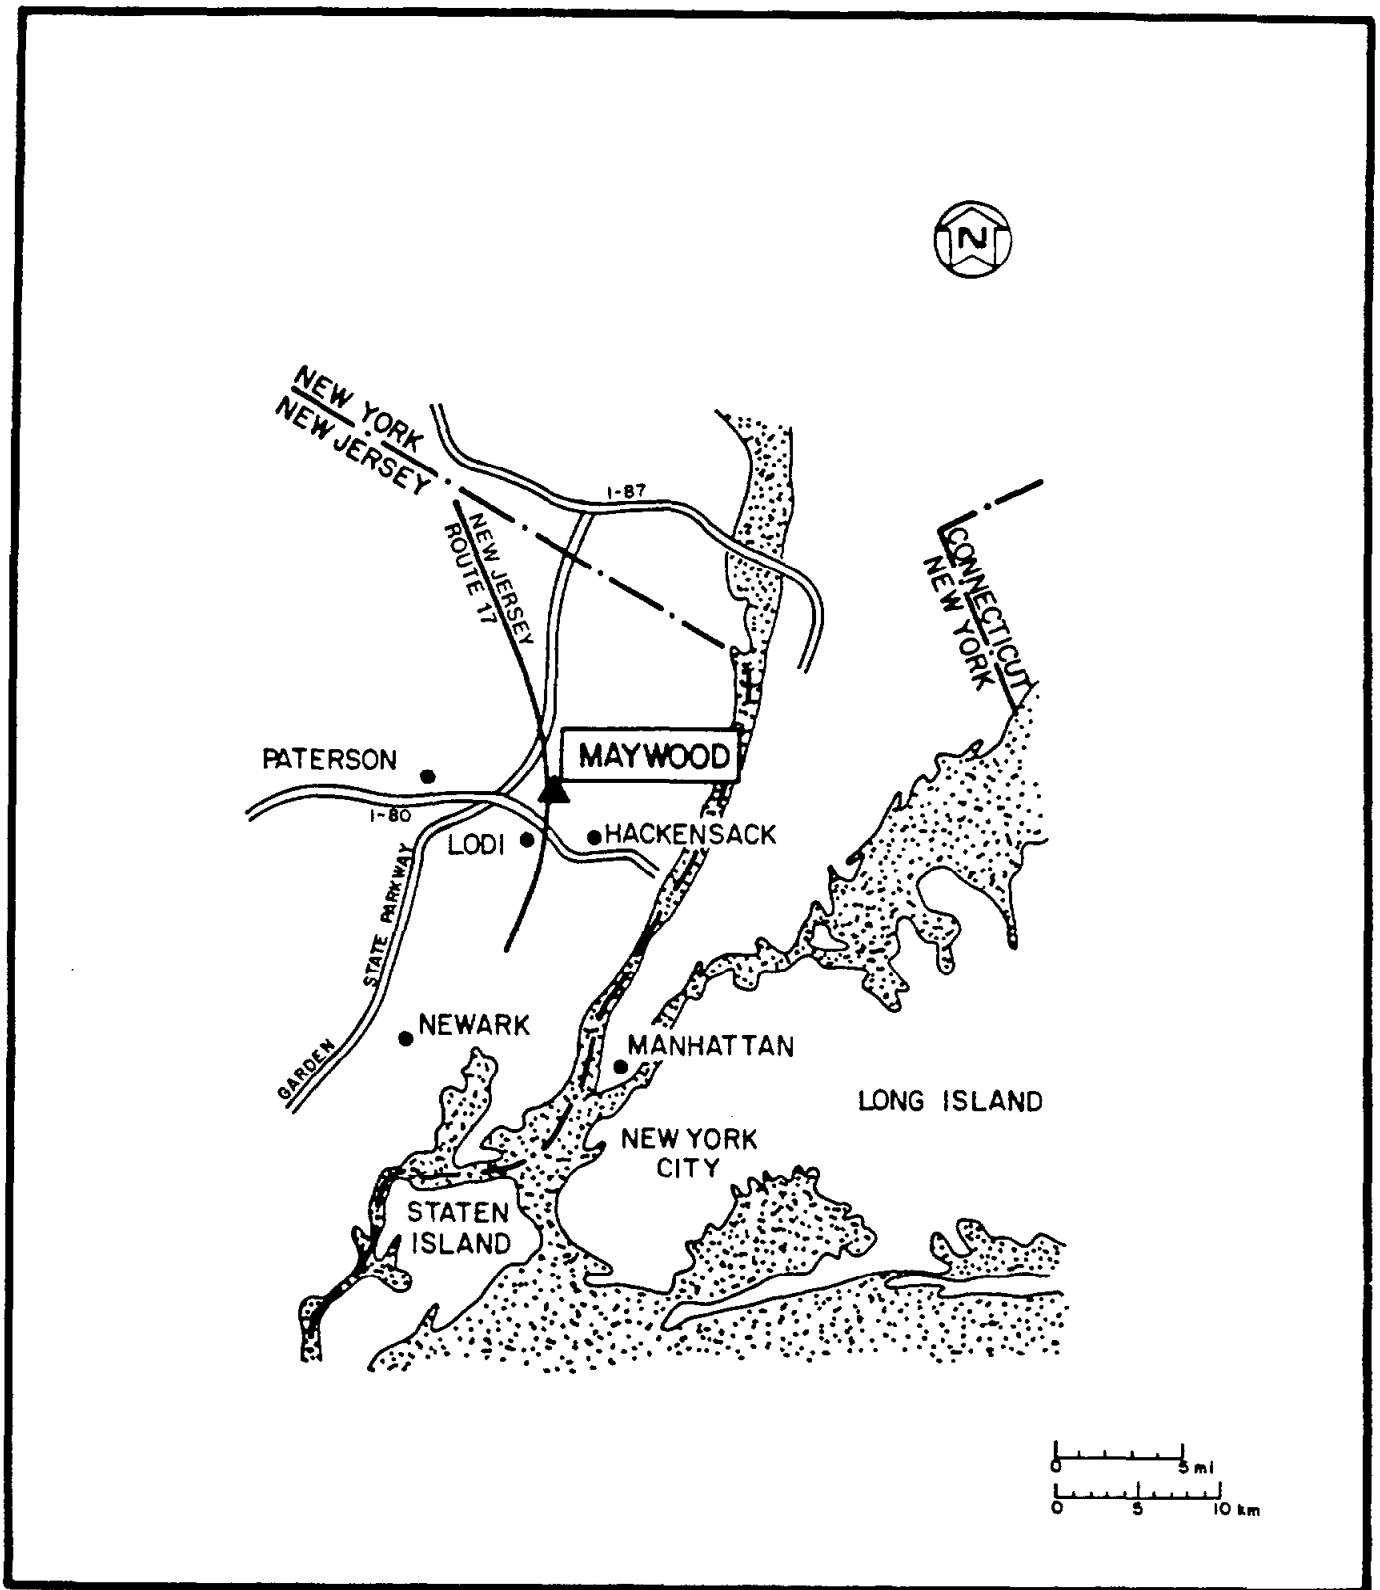 N
NEW YORK
NEW JERSEY
I-87
NEW JERSEY
ROUTE 17
CONNECTICUT
NEW YORK
MAYWOOD
PATERSON
I-80
LODI
HACKENSACK
GARDEN STATE PARKWAY
NEWARK
MANHATTAN
LONG ISLAND
NEW YORK
CITY
STATEN
ISLAND
0 5 mi
0 5 10 km